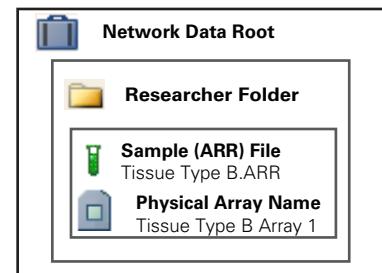 Network Data Root
Researcher Folder
Sample (ARR) File
Tissue Type B.ARR
Physical Array Name
Tissue Type B Array 1